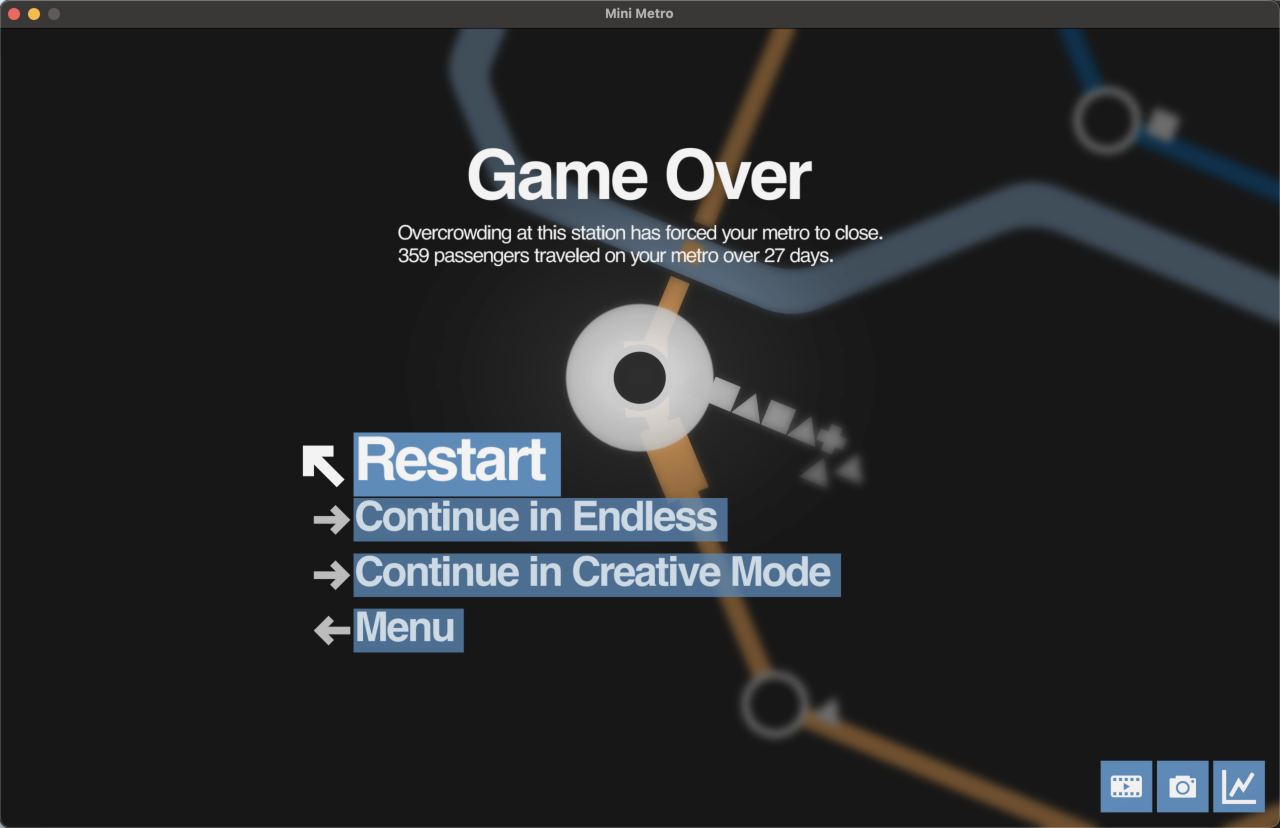 Mini Metro
Game Over
Overcrowding at this station has forced your metro to close.
359 passengers traveled on your metro over 27 days.
Restart
Continue in Endless
Continue in Creative Mode
Menu